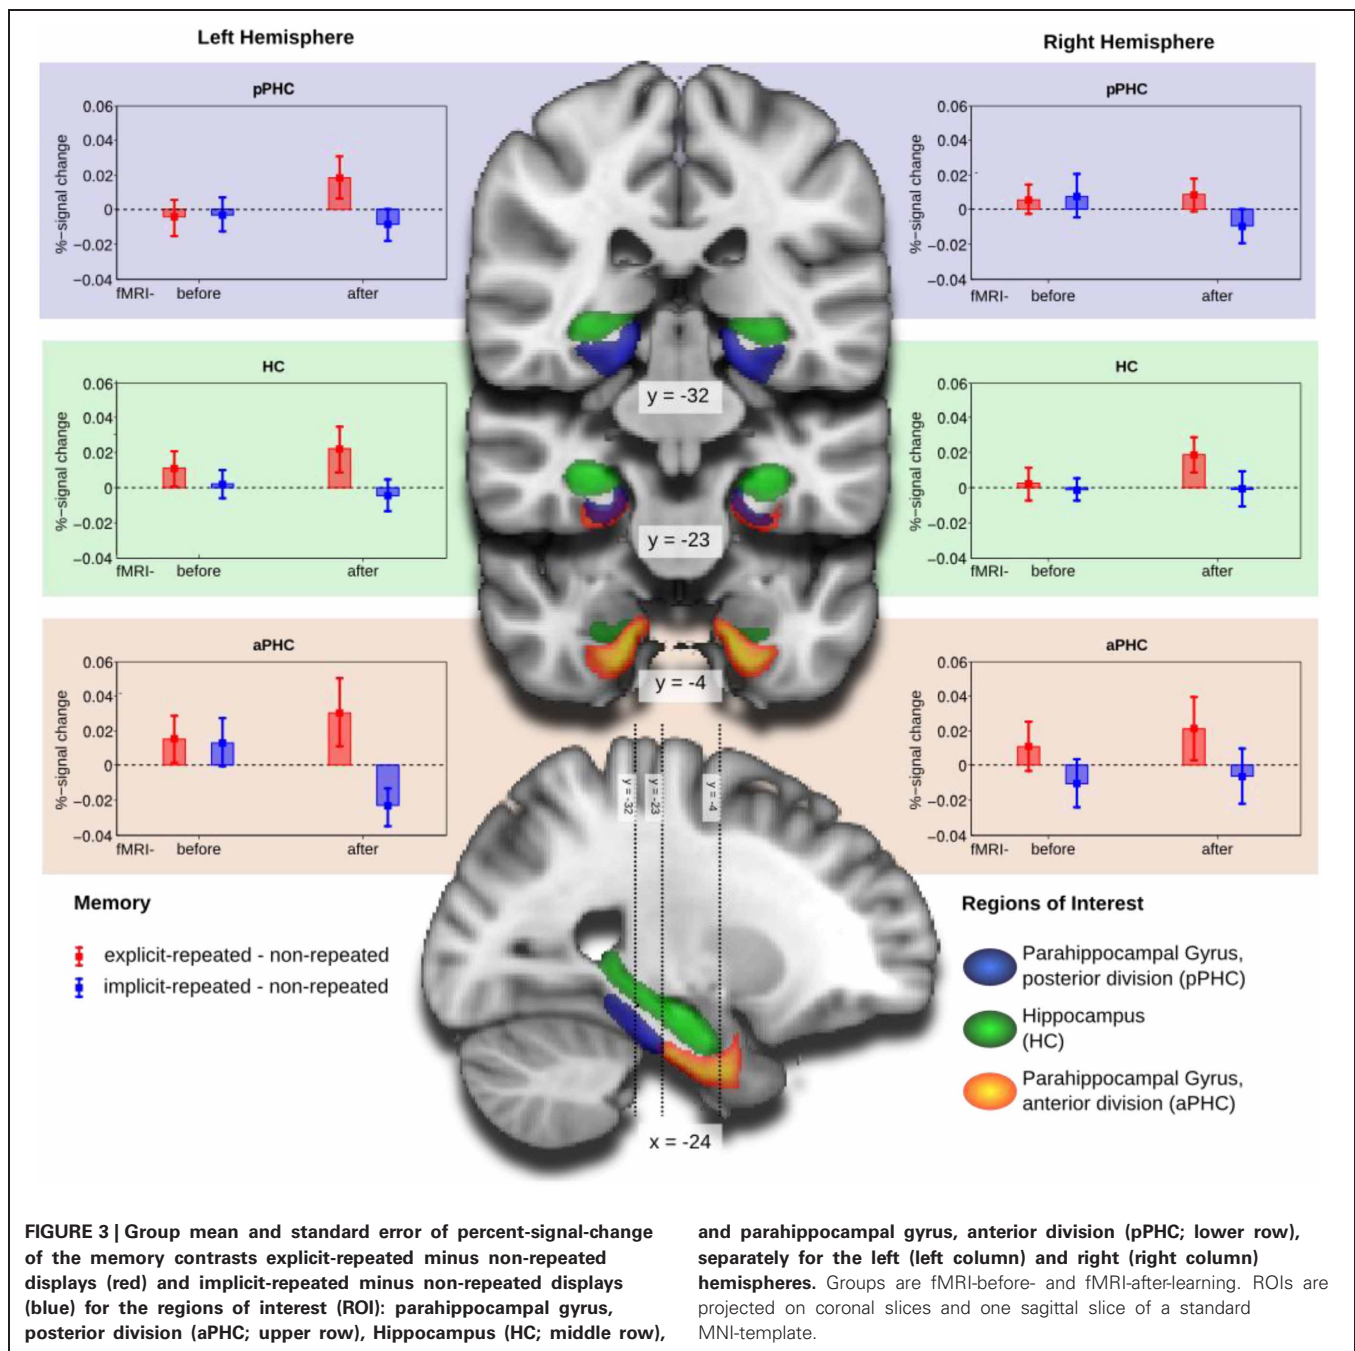 Left Hemisphere
Right Hemisphere
pPHC
0.06
0.04
0.02
0
−0.02
−0.04
%−signal change
fMRI- before after
pPHC
0.06
0.04
0.02
0
−0.02
−0.04
%−signal change
fMRI- before after
y = -32
HC
0.06
0.04
0.02
0
−0.02
−0.04
%−signal change
fMRI- before after
HC
0.06
0.04
0.02
0
−0.02
−0.04
%−signal change
fMRI- before after
y = -23
aPHC
0.06
0.04
0.02
0
−0.02
−0.04
%−signal change
fMRI- before after
aPHC
0.06
0.04
0.02
0
−0.02
−0.04
%−signal change
fMRI- before after
y = -4
y = -32
y = -23
y = -4
x = -24
Memory
explicit-repeated - non-repeated
implicit-repeated - non-repeated
Regions of Interest
Parahippocampal Gyrus,
posterior division (pPHC)
Hippocampus
(HC)
Parahippocampal Gyrus,
anterior division (aPHC)
FIGURE 3 | Group mean and standard error of percent-signal-change
of the memory contrasts explicit-repeated minus non-repeated
displays (red) and implicit-repeated minus non-repeated displays
(blue) for the regions of interest (ROI): parahippocampal gyrus,
posterior division (aPHC; upper row), Hippocampus (HC; middle row),
and parahippocampal gyrus, anterior division (pPHC; lower row),
separately for the left (left column) and right (right column)
hemispheres. Groups are fMRI-before- and fMRI-after-learning. ROIs are
projected on coronal slices and one sagittal slice of a standard
MNI-template.